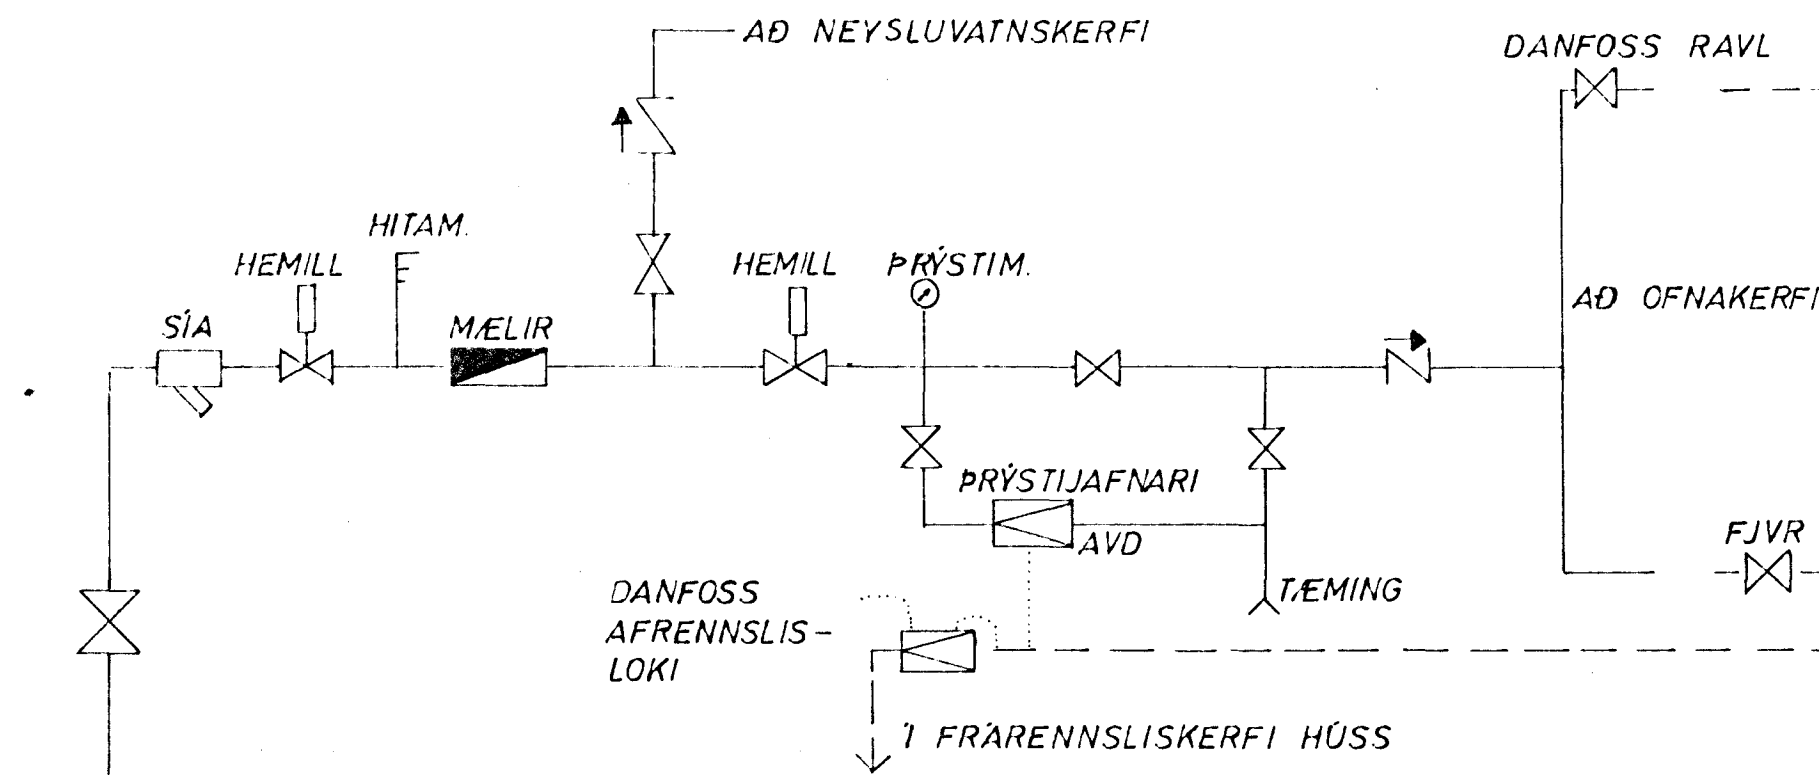 AÐ NEYSLUVATNSKERFI
DANFOSS RAVL
HITAM.
HEMILL
HEMILL
ÞRÝSTIM.
AÐ OFNAKERFI
SÍA
MÆLIR
ÞRÝSTIJAFNARI
AVD
FJVR
DANFOSS
AFRENNSLIS-
LOKI
TÆMING
Í FRÁRENNSLISKERFI HÚSS